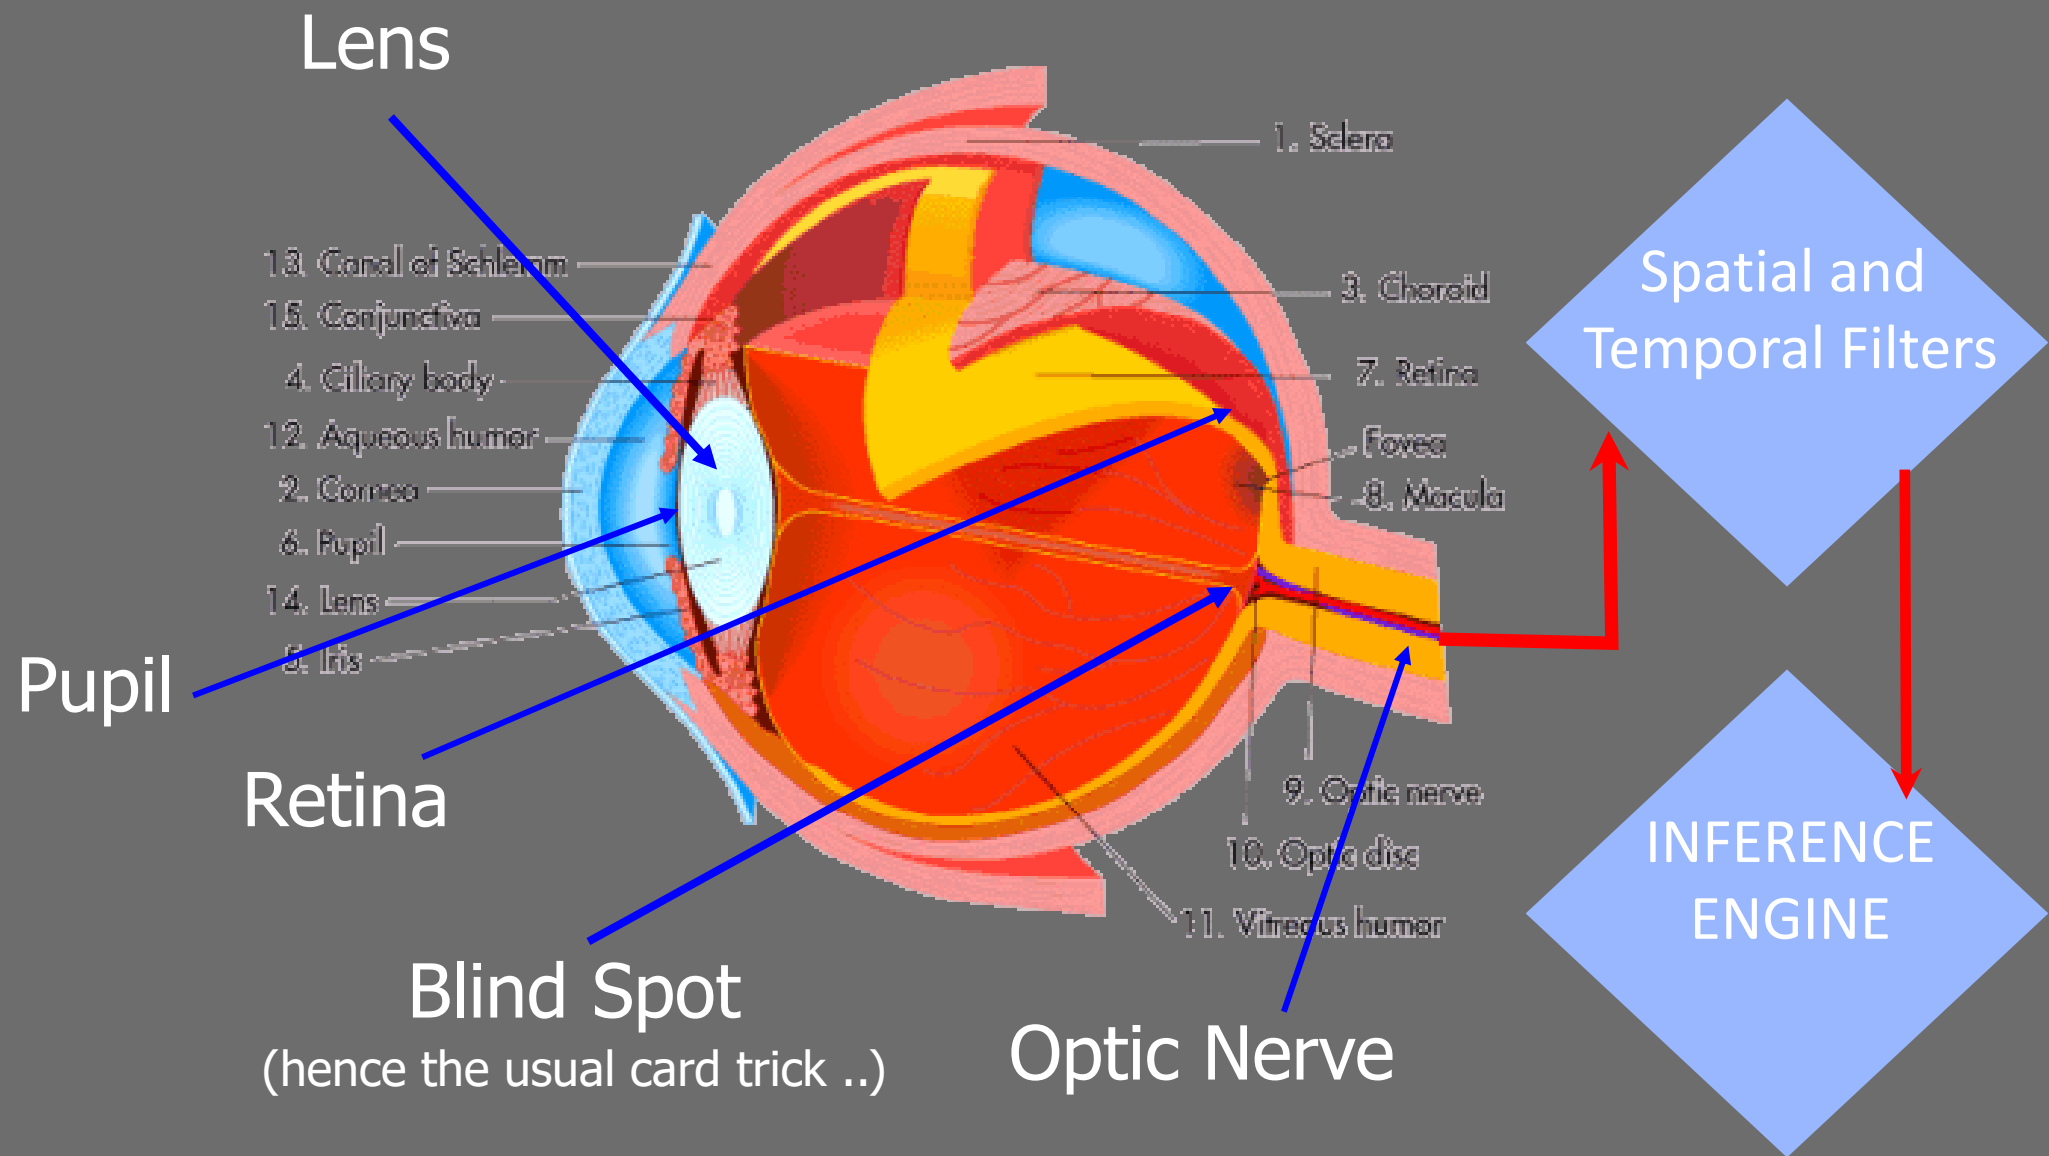 Lens
1. Sclera
13. Canal of Schlemm
15. Conjunctiva
4. Ciliary body
12. Aqueous humor
2. Cornea
6. Pupil
14. Lens
5. Iris
3. Choroid
7. Retina
Fovea
8. Macula
Spatial and
Temporal Filters
Pupil
Retina
9. Optic nerve
10. Optic disc
11. Vitreous humor
INFERENCE
ENGINE
Blind Spot
(hence the usual card trick ..)
Optic Nerve